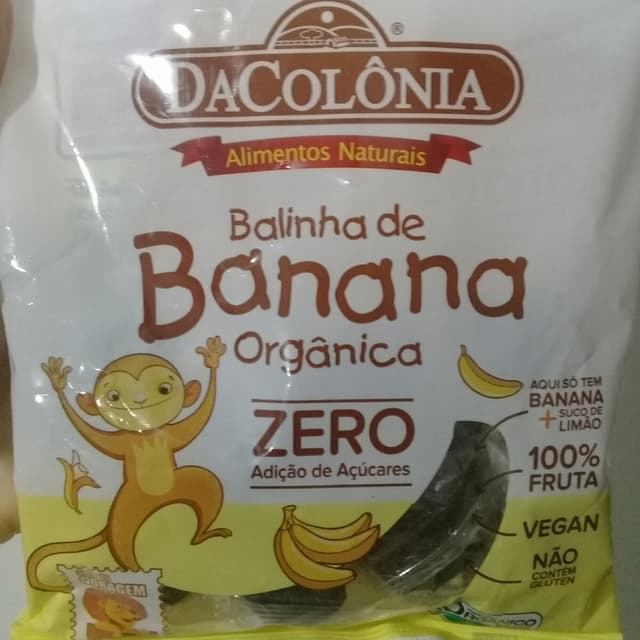 DACOLÔNIA
®
Alimentos Naturais
Balinha de
Banana
Orgânica
ZERO
Adição de Açúcares
AQUI SÓ TEM
BANANA
+ SUCO DE
LIMÃO
100%
FRUTA
VEGAN
NÃO
CONTÉM
GLÚTEN